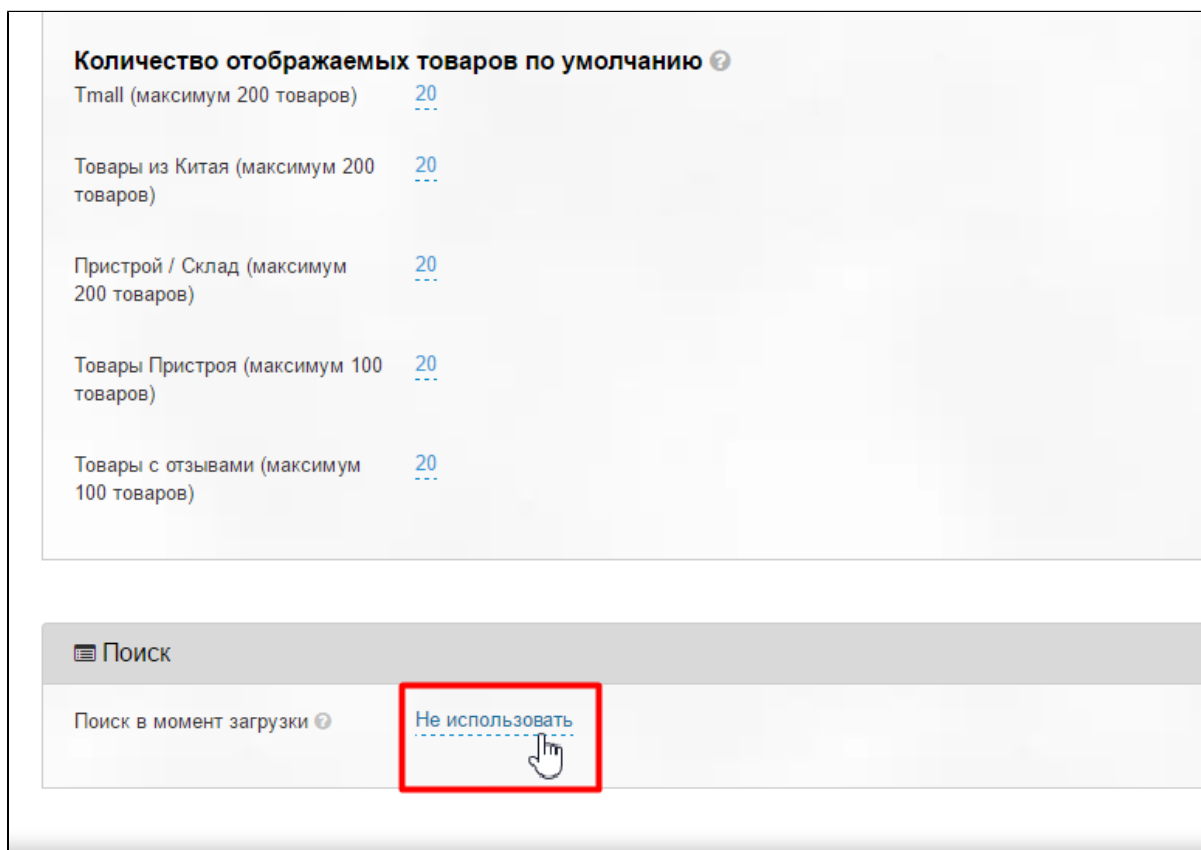 Количество отображаемых товаров по умолчанию
Tmall (максимум 200 товаров) 20
Товары из Китая (максимум 200 20
товаров)
Пристрой / Склад (максимум 20
200 товаров)
Товары Пристроя (максимум 100 20
товаров)
Товары с отзывами (максимум 20
100 товаров)
Поиск
Поиск в момент загрузки Не использовать